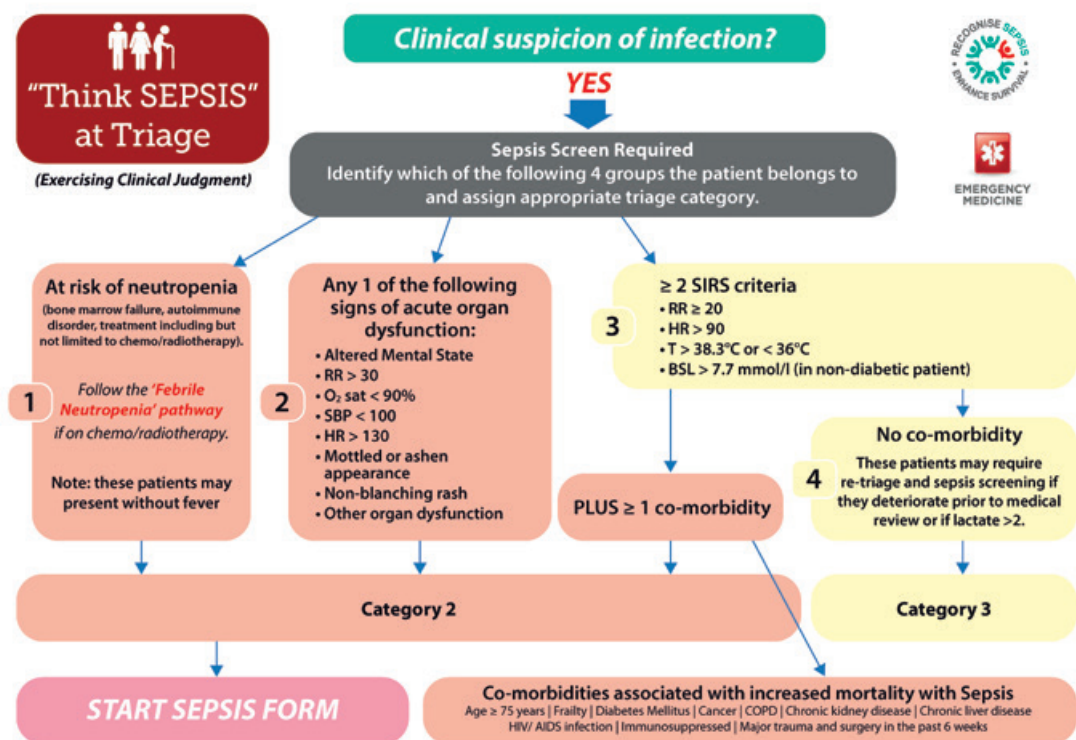 "Think SEPSIS"
at Triage
(Exercising Clinical Judgment)
Clinical suspicion of infection?
YES
RECOGNISE SEPSIS
ENHANCE SURVIVAL
EMERGENCY
MEDICINE
Sepsis Screen Required
Identify which of the following 4 groups the patient belongs to
and assign appropriate triage category.
1
At risk of neutropenia
(bone marrow failure, autoimmune
disorder, treatment including but
not limited to chemo/radiotherapy).
Follow the 'Febrile
Neutropenia' pathway
if on chemo/radiotherapy.
Note: these patients may
present without fever
2
Any 1 of the following
signs of acute organ
dysfunction:
• Altered Mental State
• RR > 30
• O₂ sat < 90%
• SBP < 100
• HR > 130
• Mottled or ashen
appearance
• Non-blanching rash
• Other organ dysfunction
3
≥ 2 SIRS criteria
• RR ≥ 20
• HR > 90
• T > 38.3°C or < 36°C
• BSL > 7.7 mmol/l (in non-diabetic patient)
PLUS ≥ 1 co-morbidity
4
No co-morbidity
These patients may require
re-triage and sepsis screening if
they deteriorate prior to medical
review or if lactate >2.
Category 2
Category 3
START SEPSIS FORM
Co-morbidities associated with increased mortality with Sepsis
Age ≥ 75 years | Frailty | Diabetes Mellitus | Cancer | COPD | Chronic kidney disease | Chronic liver disease
HIV/ AIDS infection | Immunosuppressed | Major trauma and surgery in the past 6 weeks